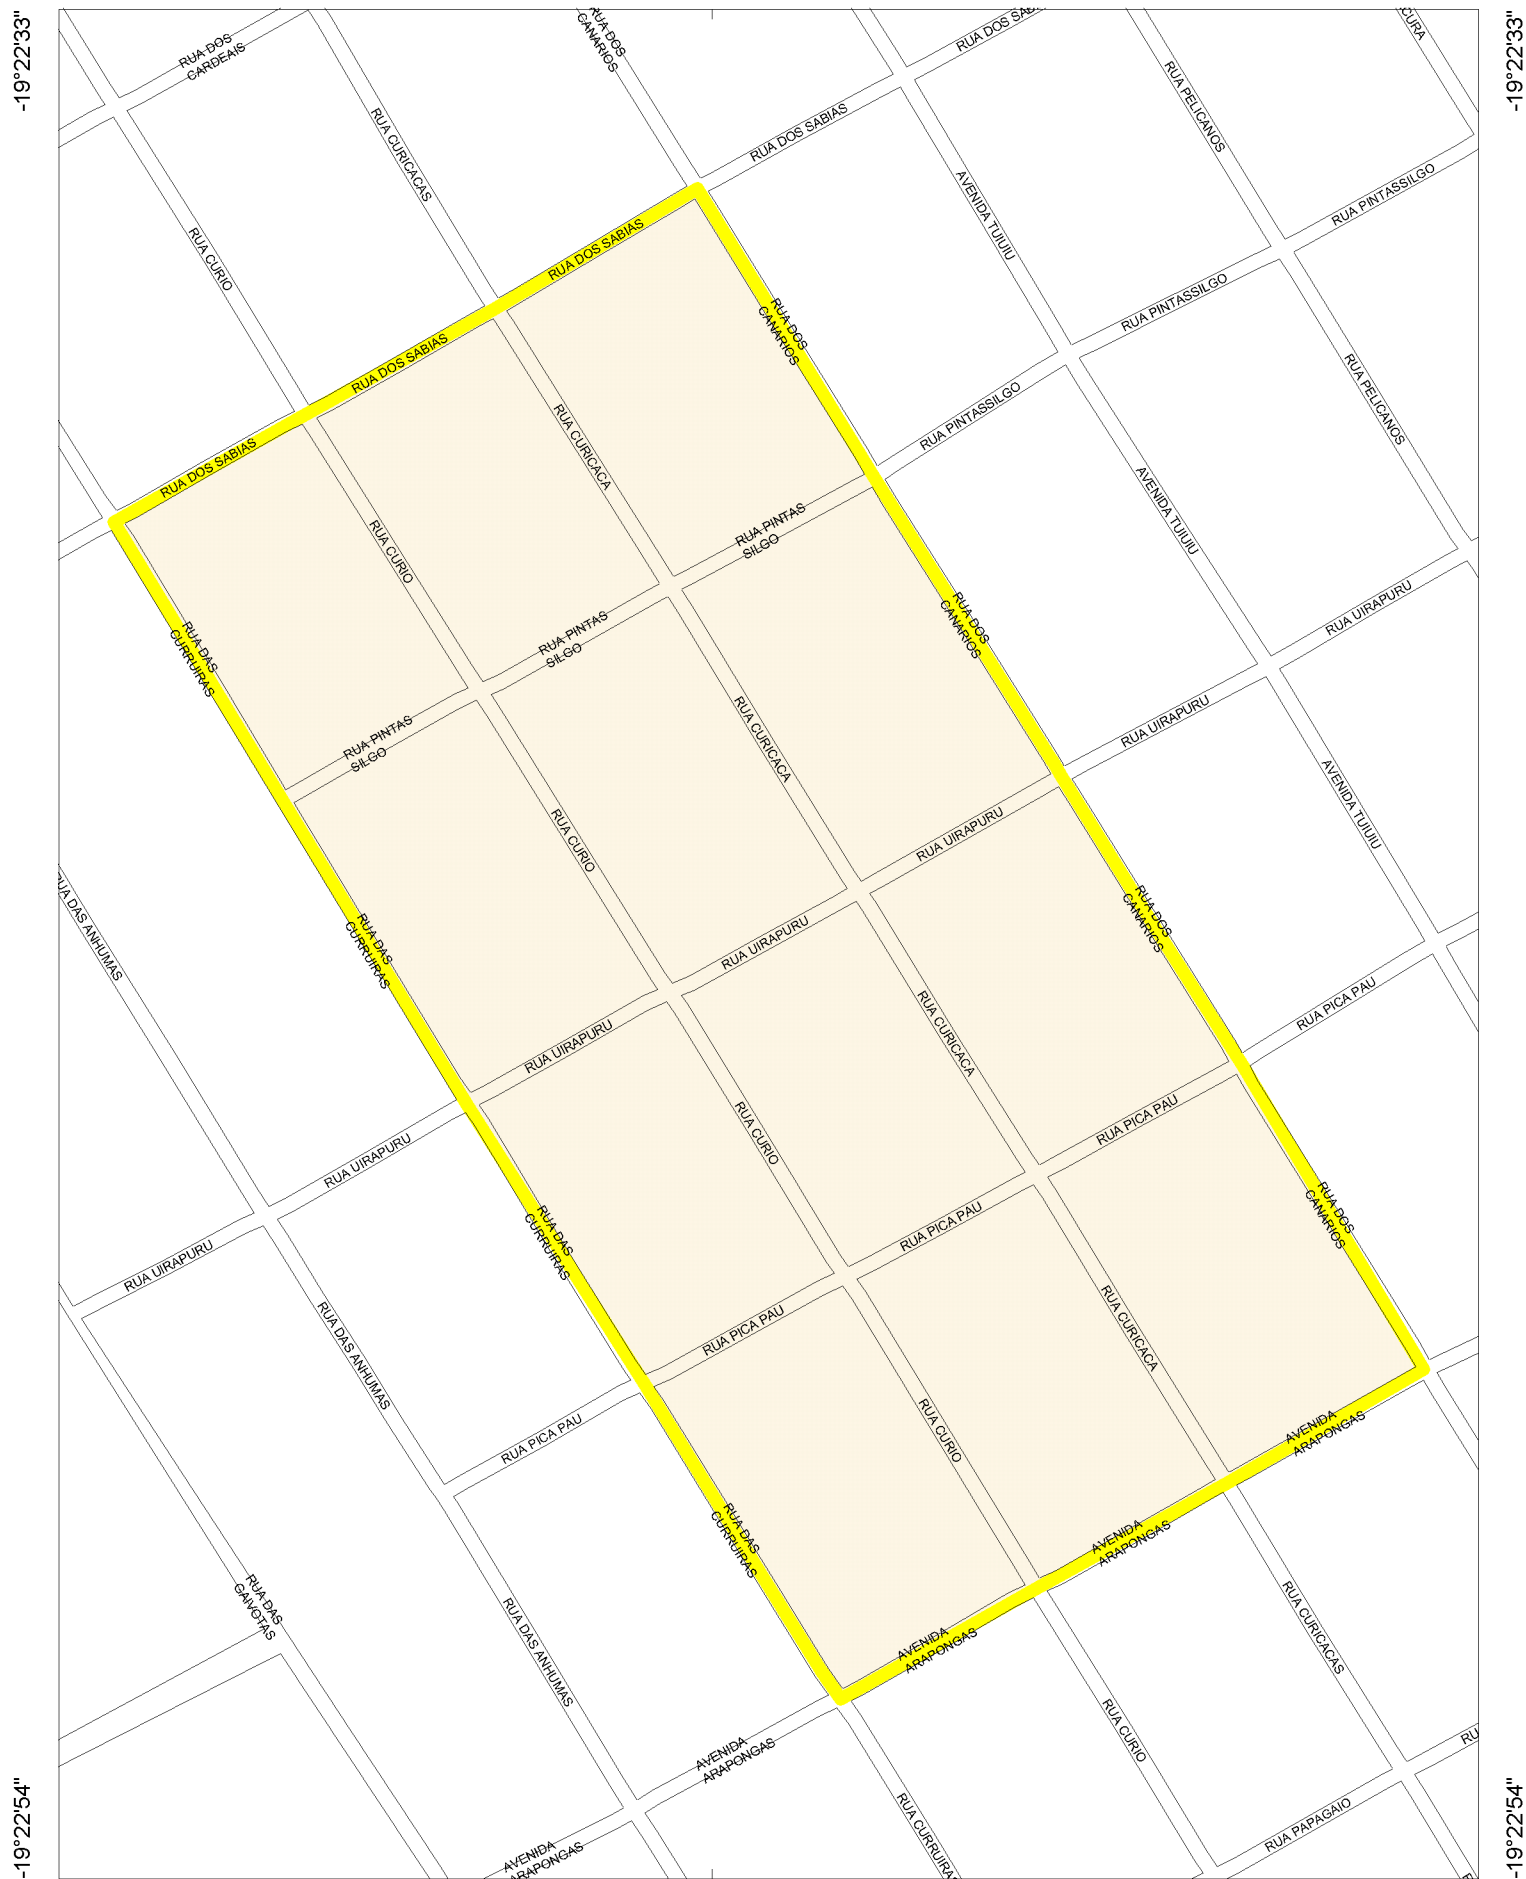 -19°22'33"
-19°22'33"
RUA DOS
CARDEAIS
RUA DOS
CANARIOS
RUA DOS
RUA PELICANOS
RUA CURICACAS
RUA DOS SABIAS
AVENIDA TUIUIU
RUA PINTASSILGO
RUA CURIO
RUA DOS SABIAS
RUA PINTASSILGO
RUA DOS
CANARIOS
RUA DOS SABIAS
RUA PELICANOS
RUA PINTASSILGO
RUA CURICACA
RUA DOS SABIAS
AVENIDA TUIUIU
RUA PINTAS
SILGO
RUA CURIO
RUA DOS
CANARIOS
RUA UIRAPURU
RUA PINTAS
SILGO
RUA DAS
CURRUIRAS
RUA UIRAPURU
RUA CURICACA
RUA PINTAS
SILGO
AVENIDA TUIUIU
RUA UIRAPURU
RUA CURIO
RUA DOS
CANARIOS
RUA DAS ANHUMAS
RUA UIRAPURU
RUA DAS
CURRUIRAS
RUA PICA PAU
RUA CURICACA
RUA UIRAPURU
RUA PICA PAU
RUA CURIO
RUA UIRAPURU
RUA DOS
CANARIOS
RUA PICA PAU
RUA DAS
CURRUIRAS
RUA UIRAPURU
RUA CURICACA
RUA PICA PAU
RUA DAS ANHUMAS
AVENIDA
ARAPONGAS
RUA CURIO
RUA PICA PAU
AVENIDA
ARAPONGAS
RUA DAS
CURRUIRAS
RUA DAS
GAIVOTAS
RUA CURICACAS
AVENIDA
ARAPONGAS
RUA DAS ANHUMAS
RUA CURIO
AVENIDA
ARAPONGAS
RUA PAPAGAIO
RUA CURRUIRAS
AVENIDA
ARAPONGAS
-19°22'54"
-19°22'54"